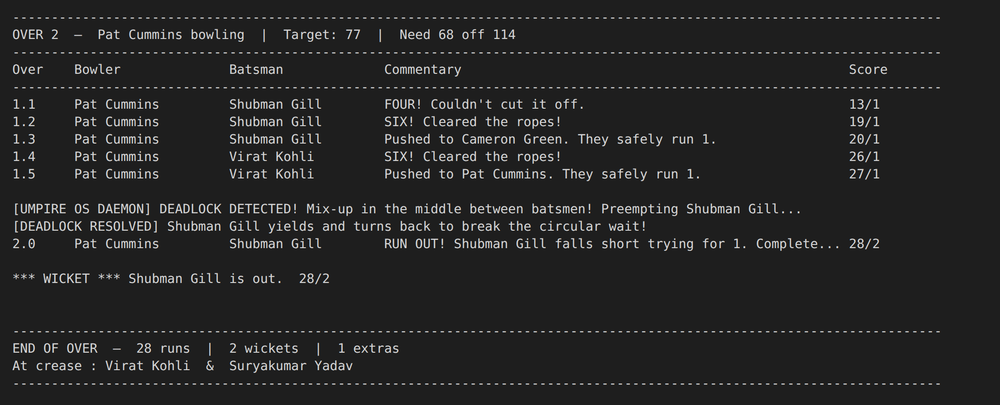 ------------------------------------------------------------------------------------------------------------------------
OVER 2  —  Pat Cummins bowling  |  Target: 77  |  Need 68 off 114
------------------------------------------------------------------------------------------------------------------------
Over    Bowler              Batsman             Commentary                                                  Score
------------------------------------------------------------------------------------------------------------------------
1.1     Pat Cummins         Shubman Gill        FOUR! Couldn't cut it off.                                  13/1
1.2     Pat Cummins         Shubman Gill        SIX! Cleared the ropes!                                     19/1
1.3     Pat Cummins         Shubman Gill        Pushed to Cameron Green. They safely run 1.                 20/1
1.4     Pat Cummins         Virat Kohli         SIX! Cleared the ropes!                                     26/1
1.5     Pat Cummins         Virat Kohli         Pushed to Pat Cummins. They safely run 1.                   27/1
[UMPIRE OS DAEMON] DEADLOCK DETECTED! Mix-up in the middle between batsmen! Preempting Shubman Gill...
[DEADLOCK RESOLVED] Shubman Gill yields and turns back to break the circular wait!
2.0     Pat Cummins         Shubman Gill        RUN OUT! Shubman Gill falls short trying for 1. Complete... 28/2
*** WICKET *** Shubman Gill is out.  28/2
------------------------------------------------------------------------------------------------------------------------
END OF OVER  —  28 runs  |  2 wickets  |  1 extras
At crease : Virat Kohli  &  Suryakumar Yadav
------------------------------------------------------------------------------------------------------------------------